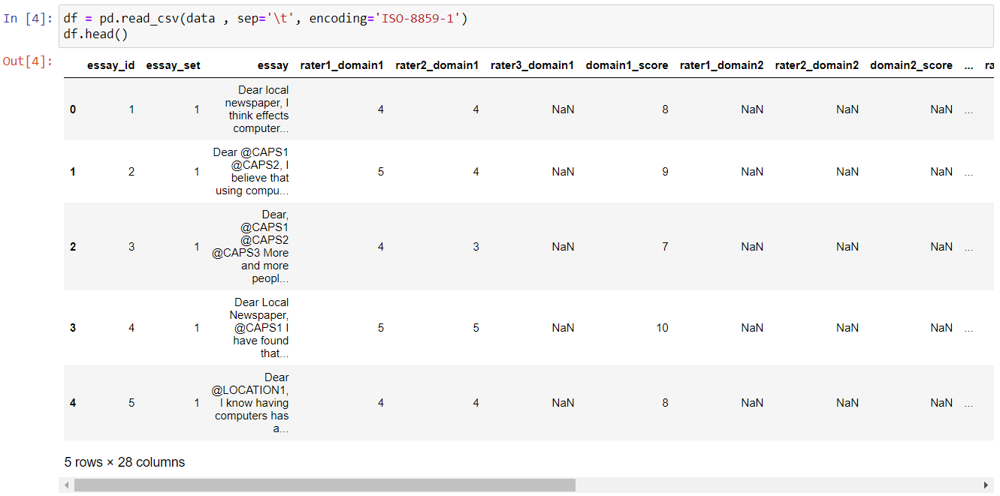 In [4]: df = pd.read_csv(data , sep='\t', encoding='ISO-8859-1')
df.head()
Out[4]:
essay_id essay_set essay rater1_domain1 rater2_domain1 rater3_domain1 domain1_score rater1_domain2 rater2_domain2 domain2_score ... ra
Dear local
0 1 1 newspaper, I 4 4 NaN 8 NaN NaN NaN ...
think effects
computer...
Dear @CAPS1
1 2 1 @CAPS2, I 5 4 NaN 9 NaN NaN NaN ...
believe that
using compu...
Dear,
@CAPS1
2 3 1 @CAPS2 4 3 NaN 7 NaN NaN NaN ...
@CAPS3 More
and more
peopl...
Dear Local
Newspaper,
3 4 1 @CAPS1 I 5 5 NaN 10 NaN NaN NaN ...
have found
that...
Dear
@LOCATION1,
4 5 1 I know having 4 4 NaN 8 NaN NaN NaN ...
computers has
a...
5 rows × 28 columns